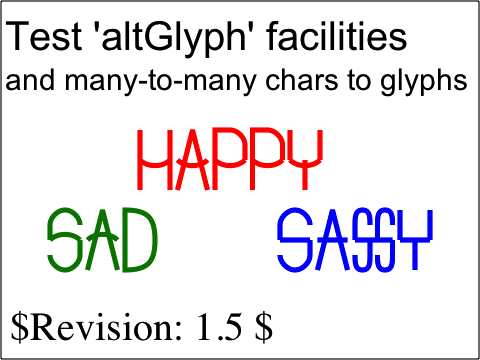 Test 'altGlyph' facilities
and many-to-many chars to glyphs
HAPPY
SAD SASSY
$Revision: 1.5 $